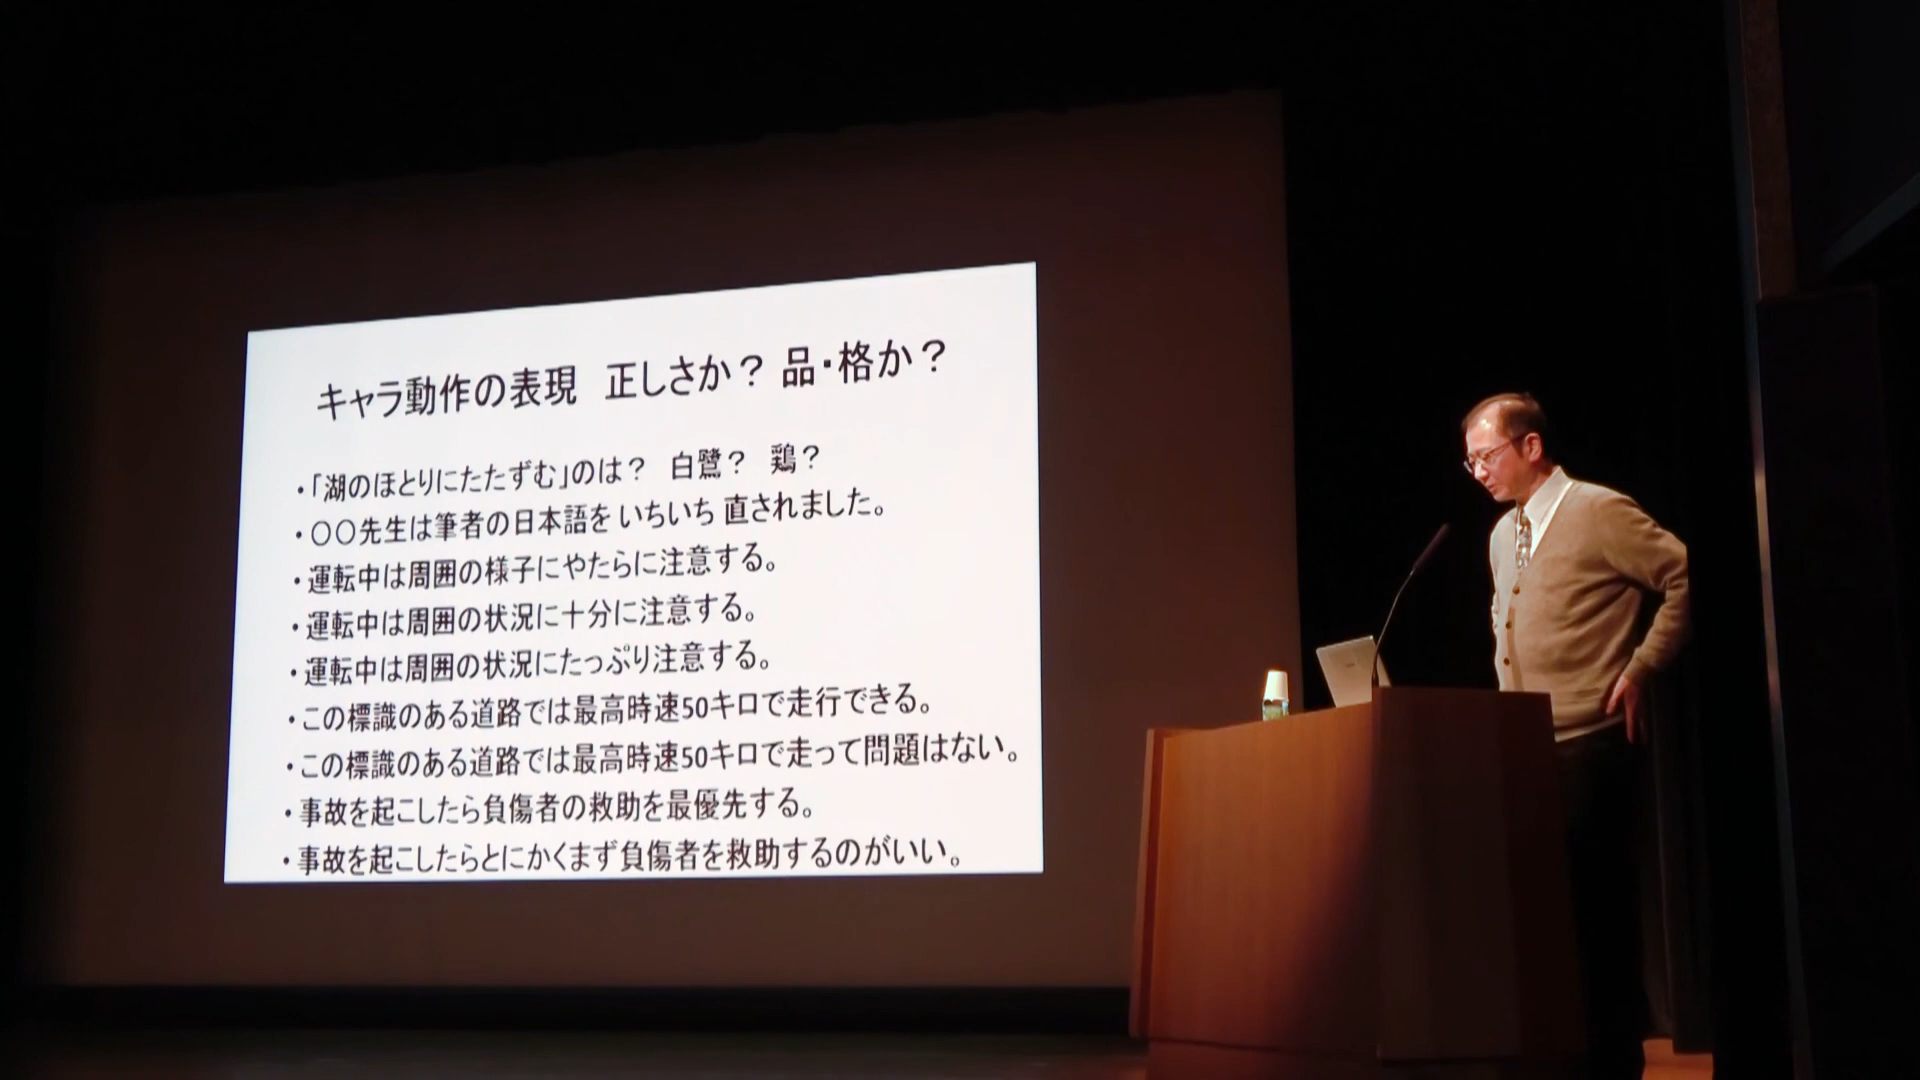 キャラ動作の表現　正しさか？ 品・格か？
・「湖のほとりにたたずむ」のは？　白鷺？　鶏？
・〇〇先生は筆者の日本語を いちいち 直されました。
・運転中は周囲の様子にやたらに注意する。
・運転中は周囲の状況に十分に注意する。
・運転中は周囲の状況にたっぷり注意する。
・この標識のある道路では最高時速50キロで走行できる。
・この標識のある道路では最高時速50キロで走って問題はない。
・事故を起こしたら負傷者の救助を最優先する。
・事故を起こしたらとにかくまず負傷者を救助するのがいい。